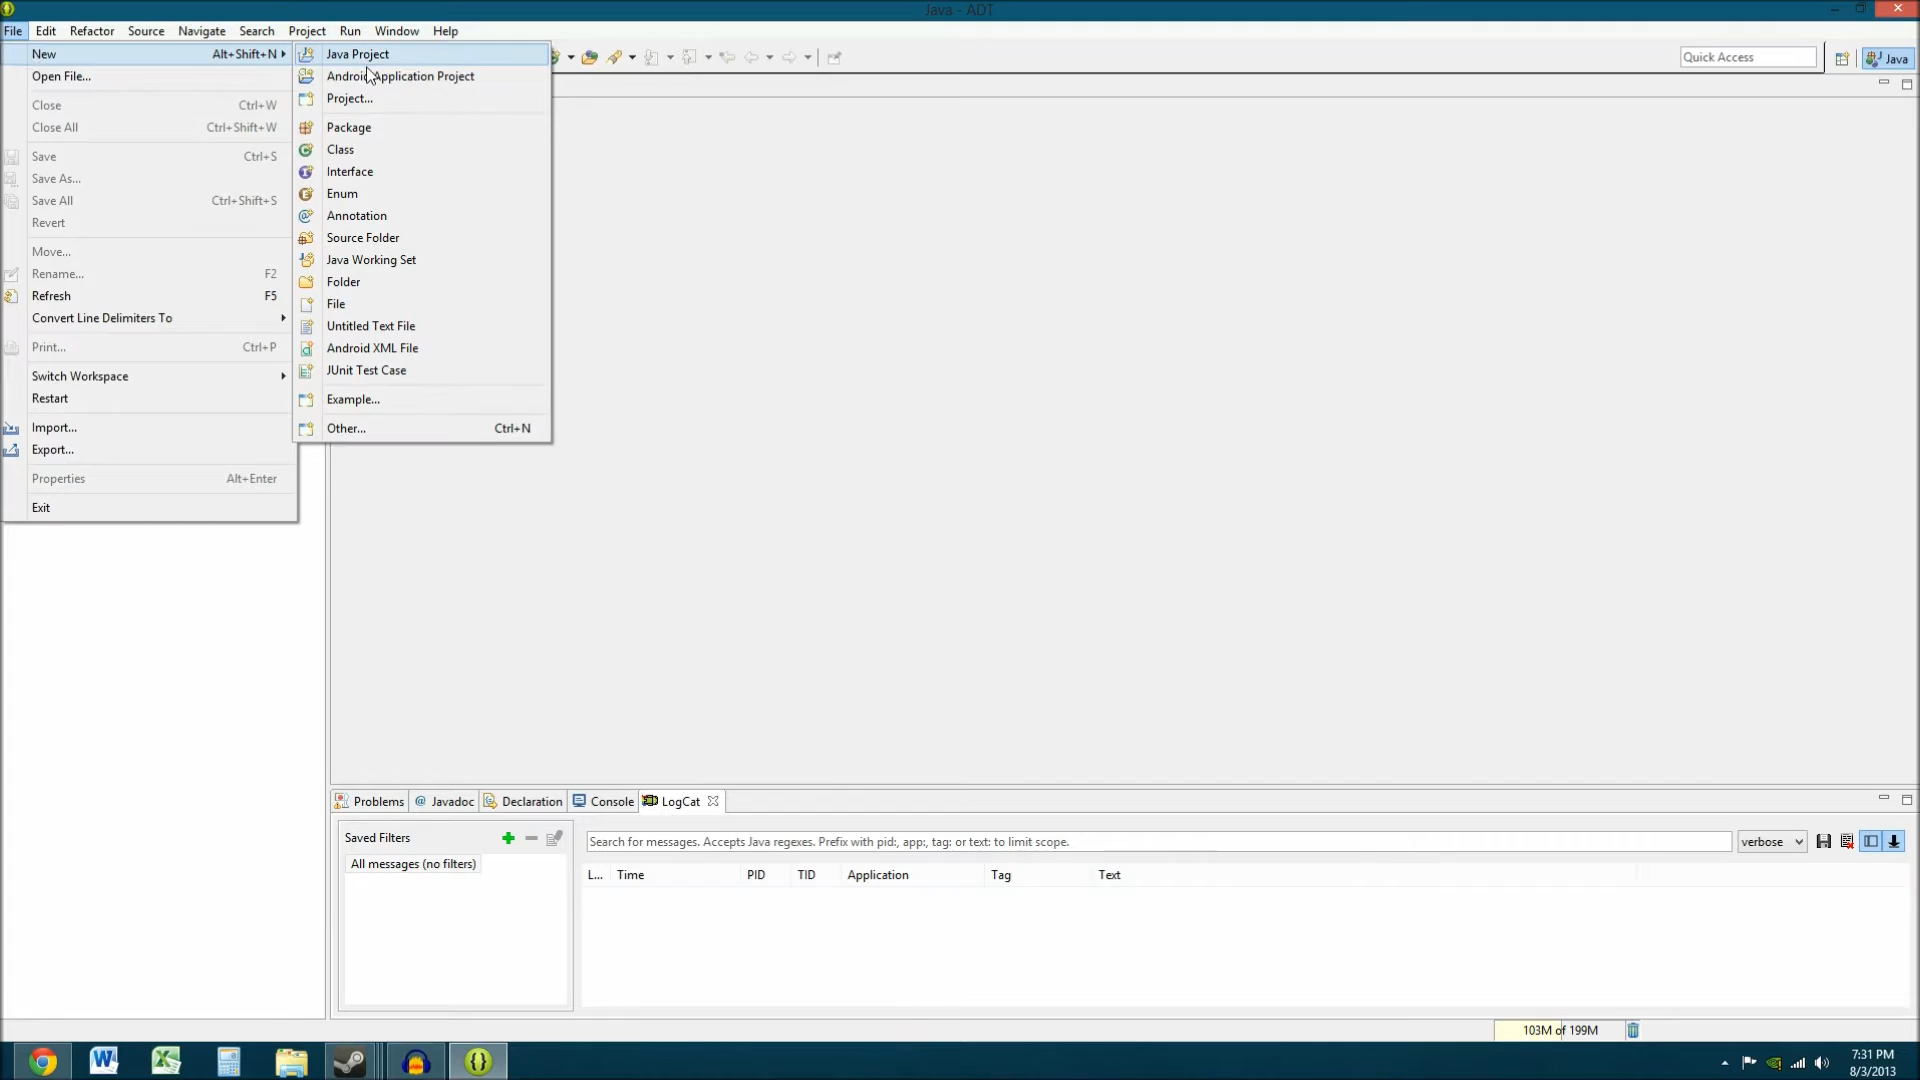 Java - ADT
File Edit Refactor Source Navigate Search Project Run Window Help
Quick Access
Java
New Alt+Shift+N
Open File...
Close Ctrl+W
Close All Ctrl+Shift+W
Save Ctrl+S
Save As...
Save All Ctrl+Shift+S
Revert
Move...
Rename... F2
Refresh F5
Convert Line Delimiters To
Print... Ctrl+P
Switch Workspace
Restart
Import...
Export...
Properties Alt+Enter
Exit
Java Project
Android Application Project
Project...
Package
Class
Interface
Enum
Annotation
Source Folder
Java Working Set
Folder
File
Untitled Text File
Android XML File
JUnit Test Case
Example...
Other... Ctrl+N
Problems @ Javadoc Declaration Console LogCat
Saved Filters
All messages (no filters)
Search for messages. Accepts Java regexes. Prefix with pid:, app:, tag: or text: to limit scope.
verbose
L... Time PID TID Application Tag Text
103M of 199M
7:31 PM
8/3/2013